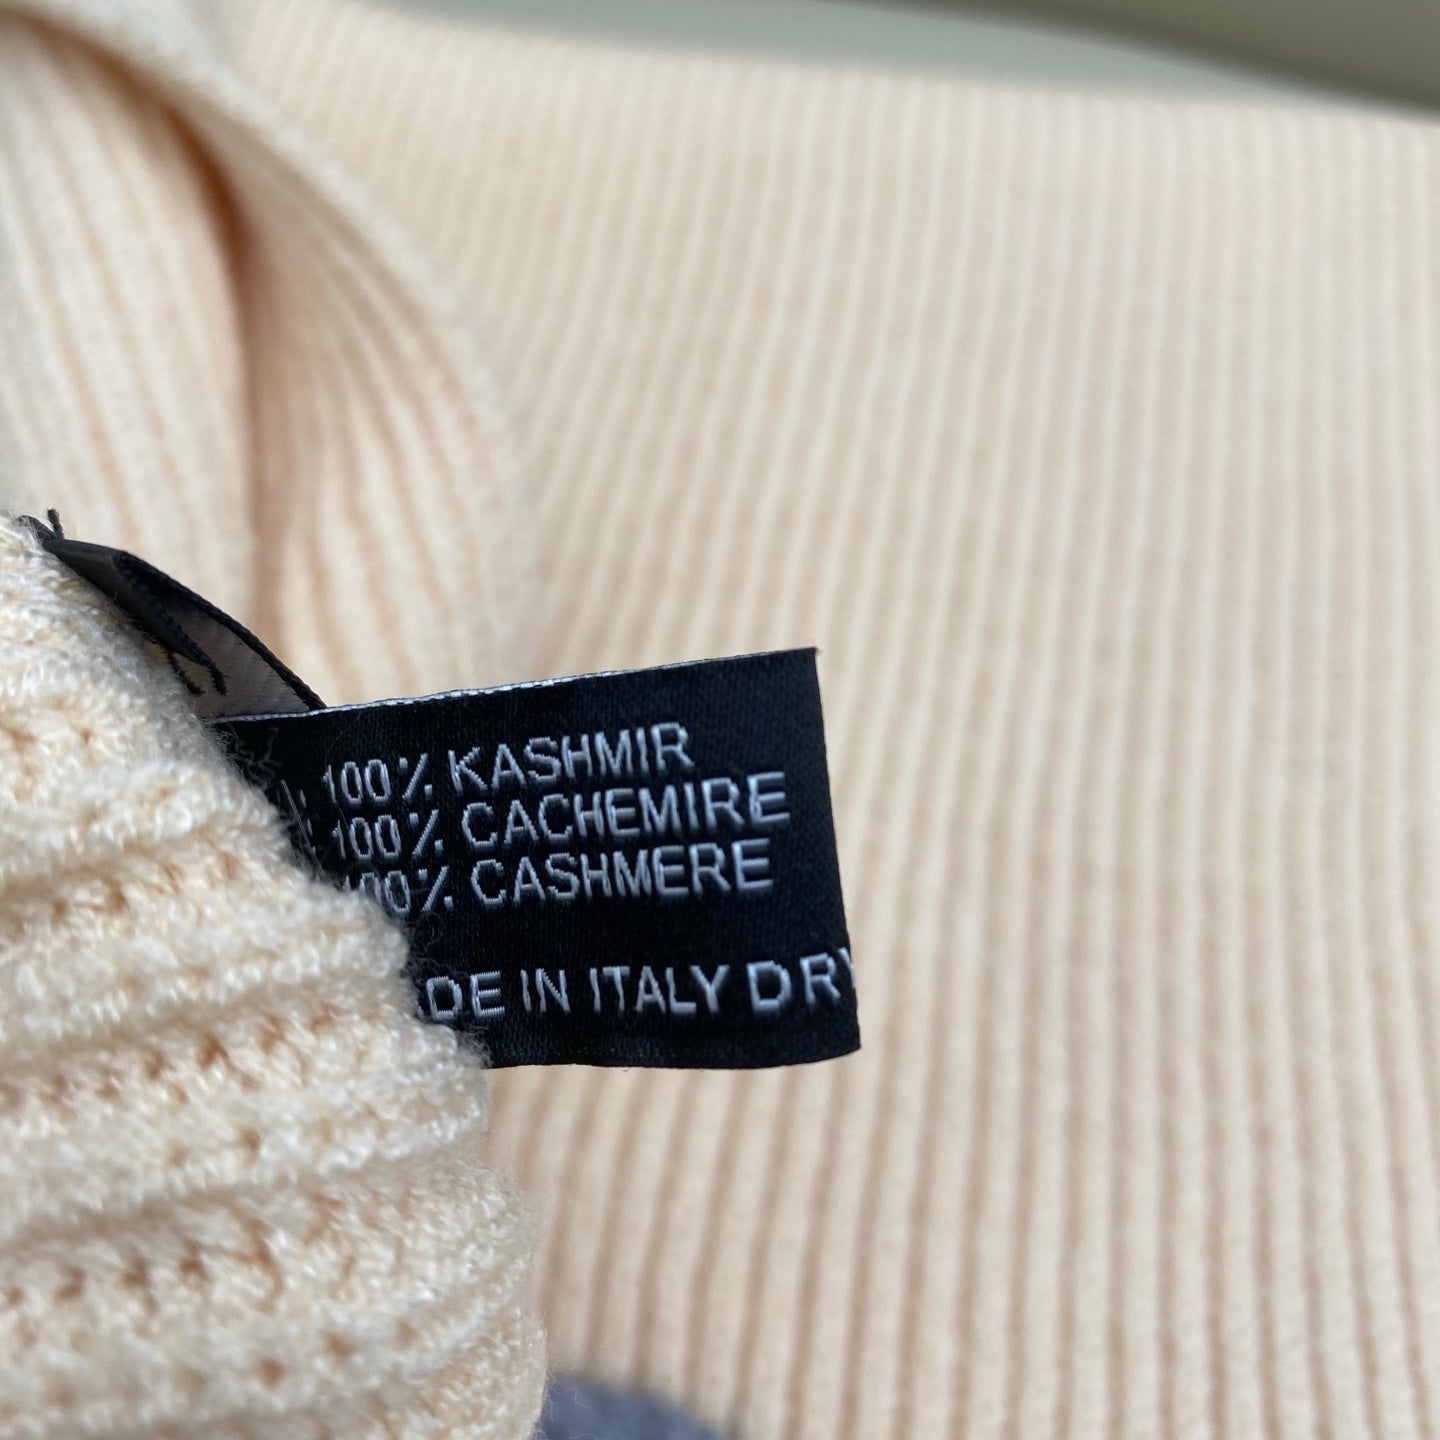 100% KASHMIR
100% CACHEMIRE
100% CASHMERE
DE IN ITALY DRY